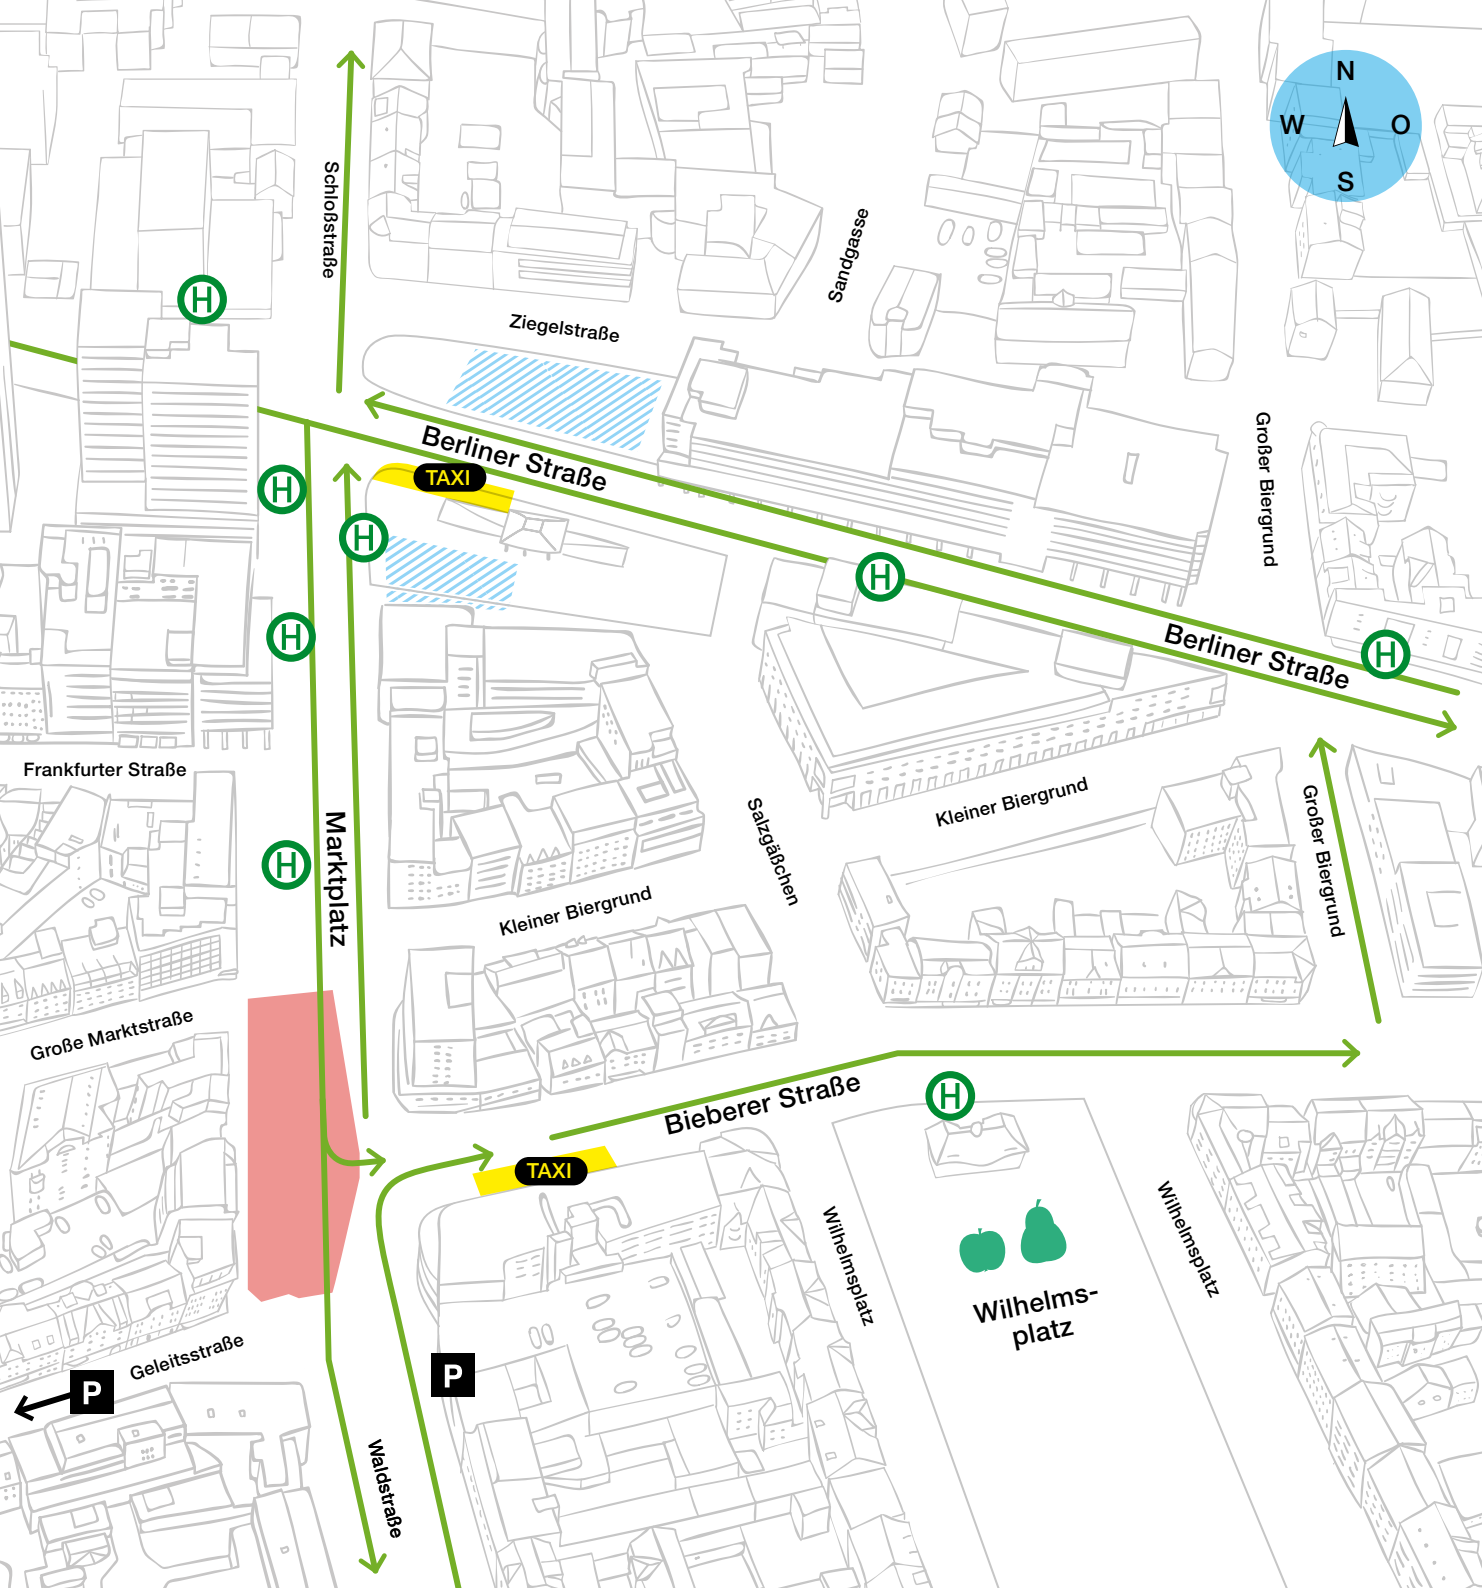 N
W
O
S
Schloßstraße
Sandgasse
H
Ziegelstraße
Berliner Straße
TAXI
H
Großer Biergrund
H
H
H
Berliner Straße
H
Frankfurter Straße
Marktplatz
Kleiner Biergrund
Salzgäßchen
Großer Biergrund
H
Kleiner Biergrund
Große Marktstraße
Bieberer Straße
H
TAXI
Wilhelmsplatz
Wilhelmsplatz
Wilhelms-
platz
Geleitsstraße
P
P
Waldstraße